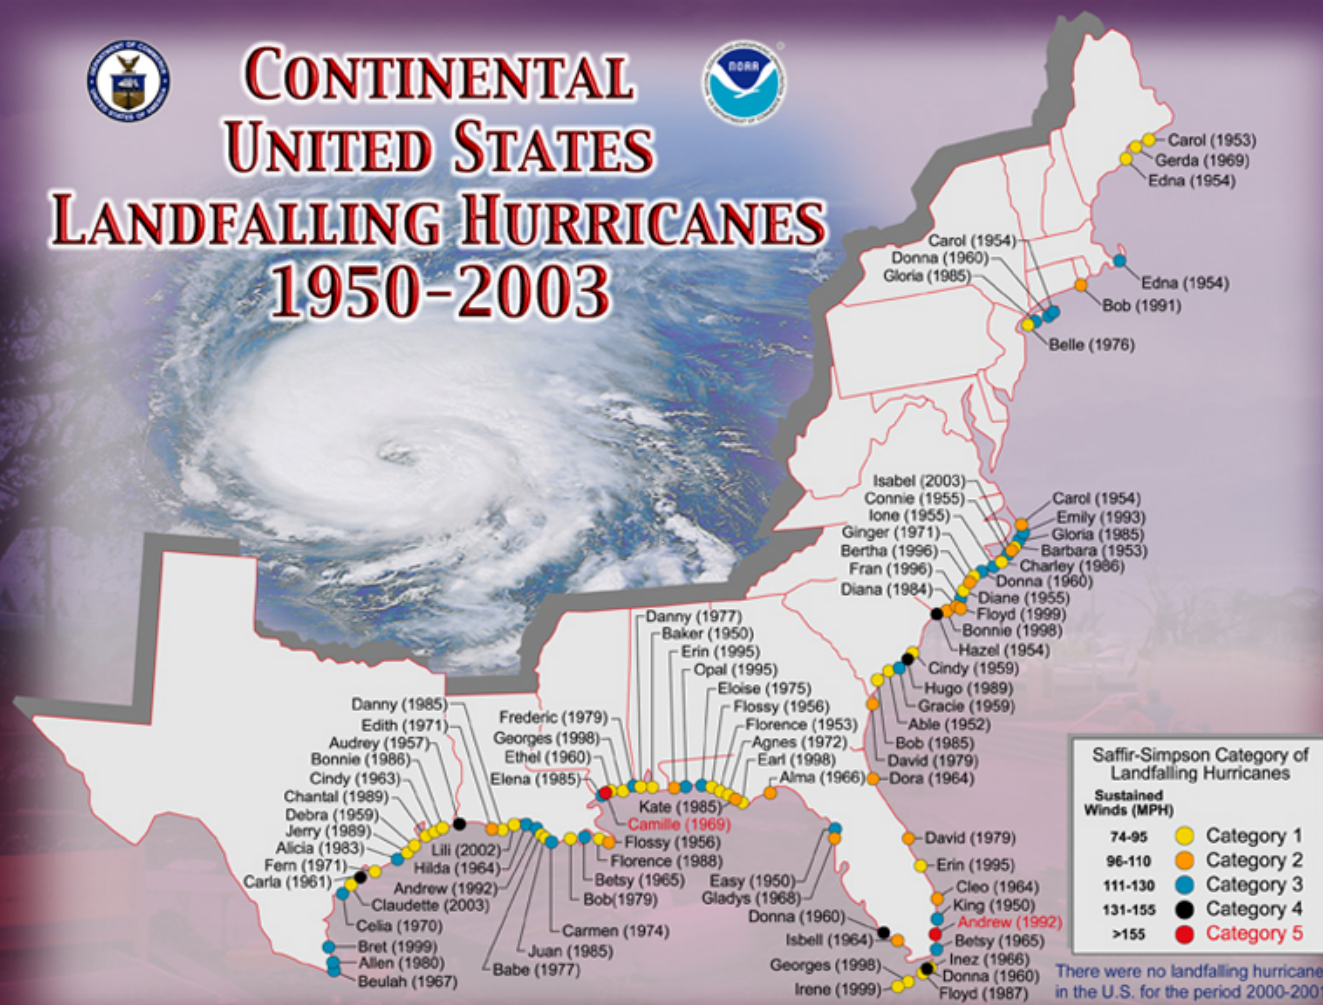 CONTINENTAL
UNITED STATES
LANDFALLING HURRICANES
1950-2003
NOAA
Carol (1953)
Gerda (1969)
Edna (1954)
Carol (1954)
Donna (1960)
Gloria (1985)
Edna (1954)
Bob (1991)
Belle (1976)
Isabel (2003)
Connie (1955)
Ione (1955)
Ginger (1971)
Bertha (1996)
Fran (1996)
Diana (1984)
Carol (1954)
Emily (1993)
Gloria (1985)
Barbara (1953)
Charley (1986)
Donna (1960)
Diane (1955)
Floyd (1999)
Bonnie (1998)
Hazel (1954)
Cindy (1959)
Hugo (1989)
Gracie (1959)
Able (1952)
Bob (1985)
David (1979)
Dora (1964)
Danny (1977)
Baker (1950)
Erin (1995)
Opal (1995)
Eloise (1975)
Flossy (1956)
Florence (1953)
Agnes (1972)
Earl (1998)
Alma (1966)
Kate (1985)
Frederic (1979)
Georges (1998)
Ethel (1960)
Elena (1985)
Camille (1969)
Flossy (1956)
Florence (1988)
Betsy (1965)
Bob(1979)
Carmen (1974)
Juan (1985)
Babe (1977)
Andrew (1992)
Hilda (1964)
Lili (2002)
Danny (1985)
Edith (1971)
Audrey (1957)
Bonnie (1986)
Cindy (1963)
Chantal (1989)
Debra (1959)
Jerry (1989)
Alicia (1983)
Fern (1971)
Carla (1961)
Claudette (2003)
Celia (1970)
Bret (1999)
Allen (1980)
Beulah (1967)
Easy (1950)
Gladys (1968)
Donna (1960)
Isbell (1964)
Georges (1998)
Irene (1999)
David (1979)
Erin (1995)
Cleo (1964)
King (1950)
Andrew (1992)
Betsy (1965)
Inez (1966)
Donna (1960)
Floyd (1987)
Saffir-Simpson Category of
Landfalling Hurricanes
Sustained
Winds (MPH)
74-95 Category 1
96-110 Category 2
111-130 Category 3
131-155 Category 4
>155 Category 5
There were no landfalling hurricane
in the U.S. for the period 2000-2001